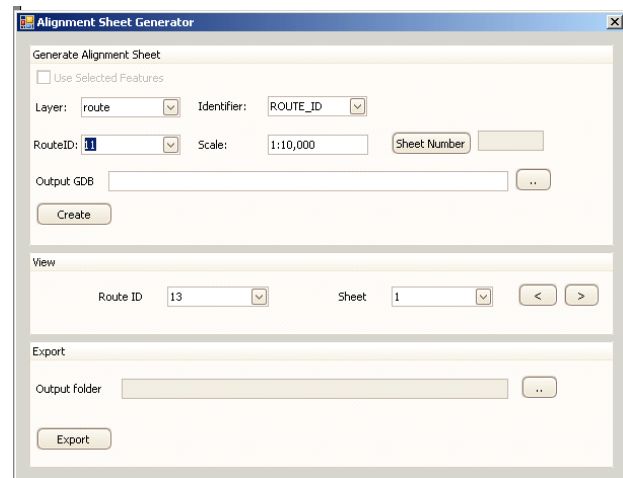 Alignment Sheet Generator
Generate Alignment Sheet
Use Selected Features
Layer: route Identifier: ROUTE_ID
RouteID: 11 Scale: 1:10,000 Sheet Number
Output GDB ..
Create
View
Route ID 13 Sheet 1 < >
Export
Output folder ..
Export